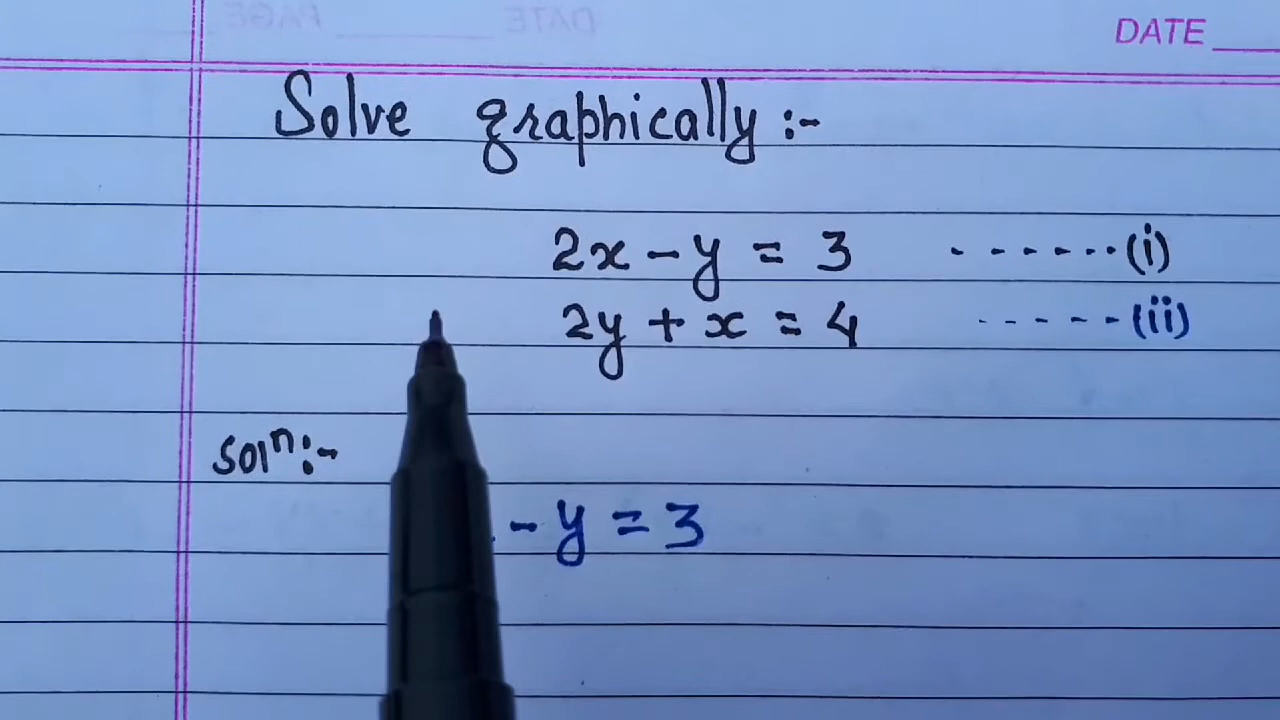 DATE
Solve graphically :-
2x - y = 3 ------(i)
2y + x = 4 -----(ii)
Solⁿ:-
- y = 3